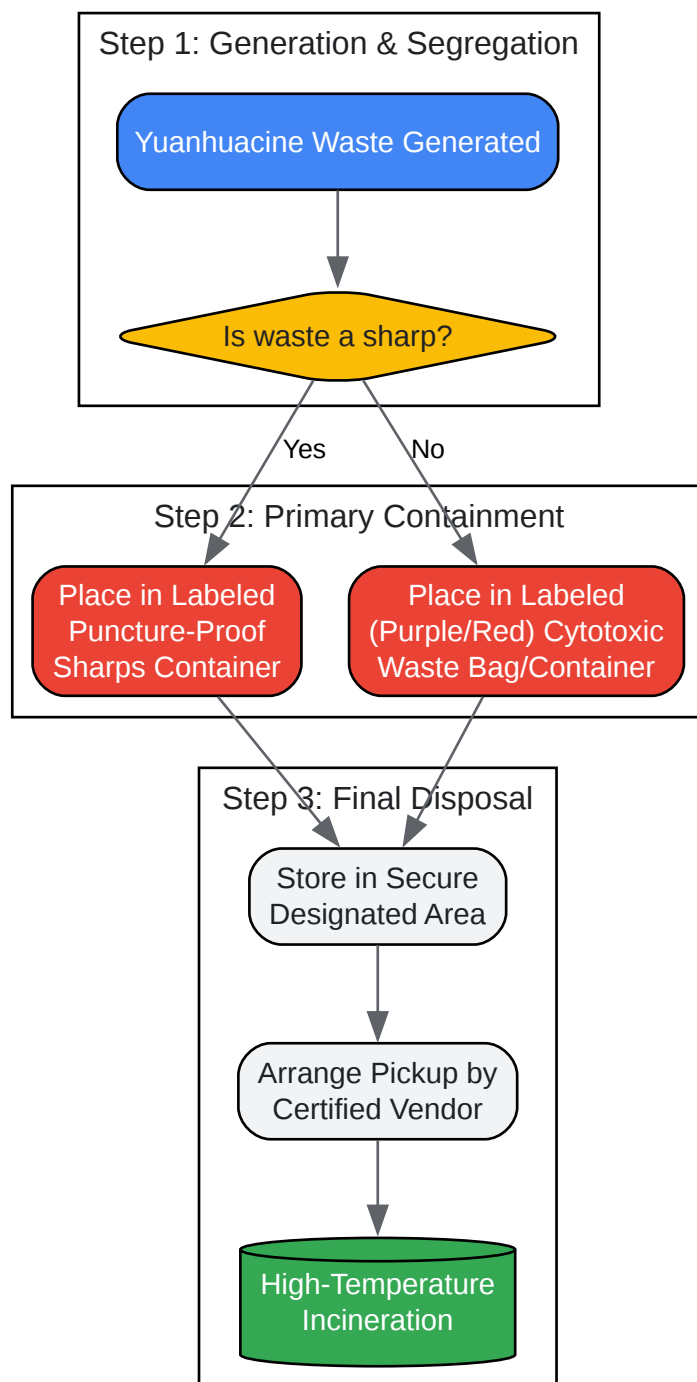 Step 1: Generation & Segregation
Yuanhuacine Waste Generated
Is waste a sharp?
Yes
No
Step 2: Primary Containment
Place in Labeled
Puncture-Proof
Sharps Container
Place in Labeled
(Purple/Red) Cytotoxic
Waste Bag/Container
Step 3: Final Disposal
Store in Secure
Designated Area
Arrange Pickup by
Certified Vendor
High-Temperature
Incineration